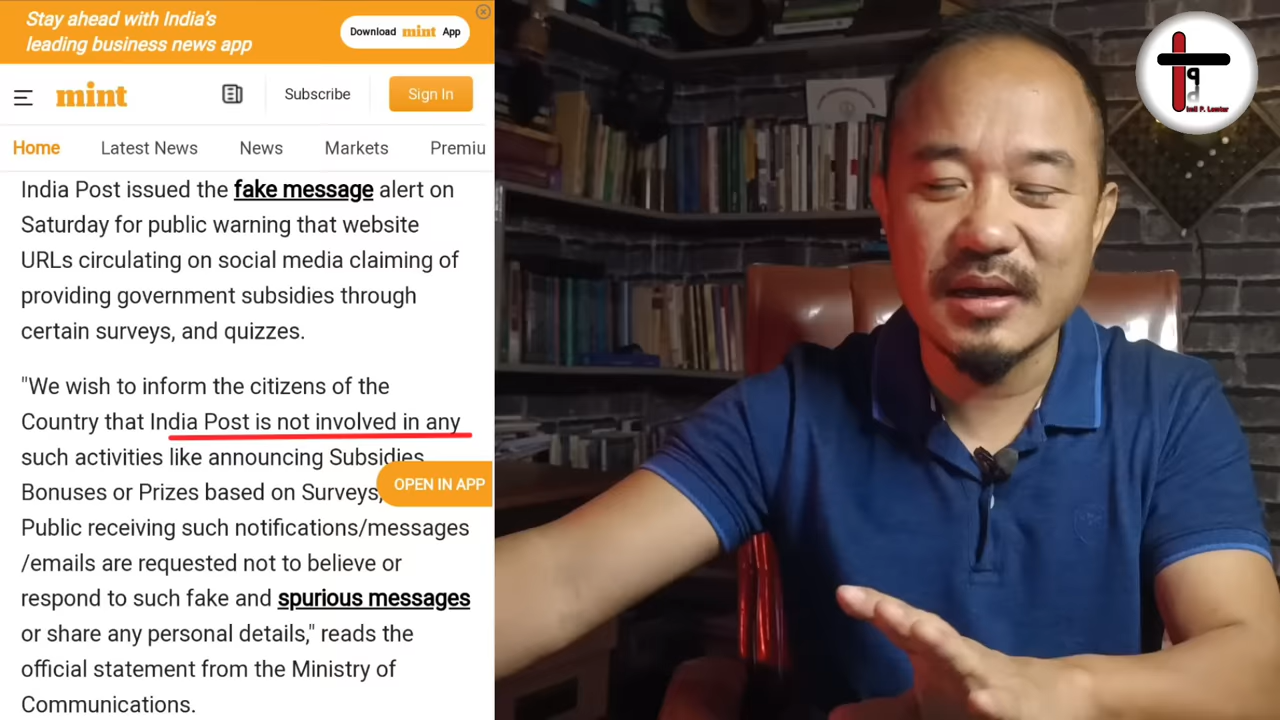 Stay ahead with India's
leading business news app
Download mint App
mint
Subscribe
Sign In
Home Latest News News Markets Premiu
India Post issued the fake message alert on
Saturday for public warning that website
URLs circulating on social media claiming of
providing government subsidies through
certain surveys, and quizzes.
"We wish to inform the citizens of the
Country that India Post is not involved in any
such activities like announcing Subsidies
Bonuses or Prizes based on Surveys,
OPEN IN APP
Public receiving such notifications/messages
/emails are requested not to believe or
respond to such fake and spurious messages
or share any personal details," reads the
official statement from the Ministry of
Communications.